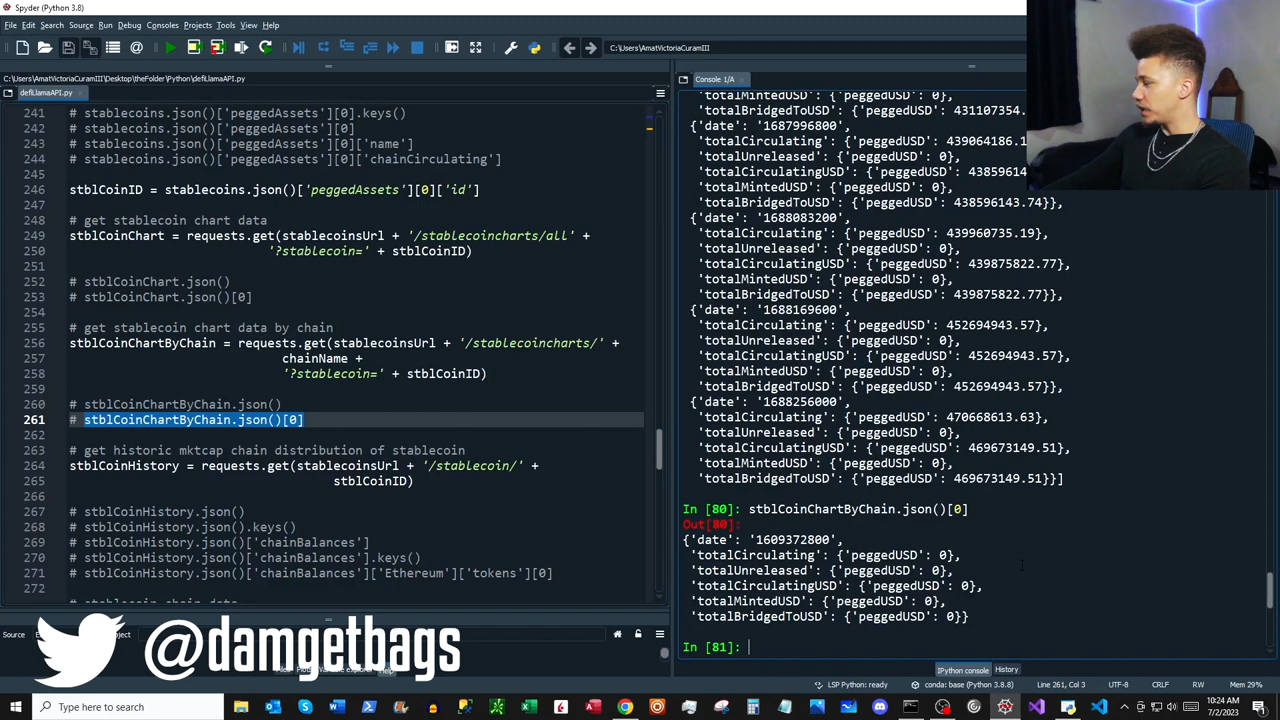 Spyder (Python 3.8)
File Edit Search Source Run Debug Consoles Projects Tools View Help
C:\Users\AmatVictoriaCuramIII
C:\Users\AmatVictoriaCuramIII\Desktop\theFolder\Python\defiLlamaAPI.py
defiLlamaAPI.py
241 # stablecoins.json()['peggedAssets'][0].keys()
242 # stablecoins.json()['peggedAssets'][0]
243 # stablecoins.json()['peggedAssets'][0]['name']
244 # stablecoins.json()['peggedAssets'][0]['chainCirculating']
245
246 stblCoinID = stablecoins.json()['peggedAssets'][0]['id']
247
248 # get stablecoin chart data
249 stblCoinChart = requests.get(stablecoinsUrl + '/stablecoincharts/all' +
250 '?stablecoin=' + stblCoinID)
251
252 # stblCoinChart.json()
253 # stblCoinChart.json()[0]
254
255 # get stablecoin chart data by chain
256 stblCoinChartByChain = requests.get(stablecoinsUrl + '/stablecoincharts/' +
257 chainName +
258 '?stablecoin=' + stblCoinID)
259
260 # stblCoinChartByChain.json()
261 # stblCoinChartByChain.json()[0]
262
263 # get historic mktcap chain distribution of stablecoin
264 stblCoinHistory = requests.get(stablecoinsUrl + '/stablecoin/' +
265 stblCoinID)
266
267 # stblCoinHistory.json()
268 # stblCoinHistory.json().keys()
269 # stblCoinHistory.json()['chainBalances']
270 # stblCoinHistory.json()['chainBalances'].keys()
271 # stblCoinHistory.json()['chainBalances']['Ethereum']['tokens'][0]
272
Console 1/A
'totalMintedUSD': {'peggedUSD': 0},
'totalBridgedToUSD': {'peggedUSD': 431107354.
{'date': '1687996800',
'totalCirculating': {'peggedUSD': 439064186.1
'totalUnreleased': {'peggedUSD': 0},
'totalCirculatingUSD': {'peggedUSD': 43859614
'totalMintedUSD': {'peggedUSD': 0},
'totalBridgedToUSD': {'peggedUSD': 438596143.74}},
{'date': '1688083200',
'totalCirculating': {'peggedUSD': 439960735.19},
'totalUnreleased': {'peggedUSD': 0},
'totalCirculatingUSD': {'peggedUSD': 439875822.77},
'totalMintedUSD': {'peggedUSD': 0},
'totalBridgedToUSD': {'peggedUSD': 439875822.77}},
{'date': '1688169600',
'totalCirculating': {'peggedUSD': 452694943.57},
'totalUnreleased': {'peggedUSD': 0},
'totalCirculatingUSD': {'peggedUSD': 452694943.57},
'totalMintedUSD': {'peggedUSD': 0},
'totalBridgedToUSD': {'peggedUSD': 452694943.57}},
{'date': '1688256000',
'totalCirculating': {'peggedUSD': 470668613.63},
'totalUnreleased': {'peggedUSD': 0},
'totalCirculatingUSD': {'peggedUSD': 469673149.51},
'totalMintedUSD': {'peggedUSD': 0},
'totalBridgedToUSD': {'peggedUSD': 469673149.51}}]
In [80]: stblCoinChartByChain.json()[0]
Out[80]:
{'date': '1609372800',
'totalCirculating': {'peggedUSD': 0},
'totalUnreleased': {'peggedUSD': 0},
'totalCirculatingUSD': {'peggedUSD': 0},
'totalMintedUSD': {'peggedUSD': 0},
'totalBridgedToUSD': {'peggedUSD': 0}}
In [81]:
Source
@damgetbags
Help
IPython console History
LSP Python: ready conda: base (Python 3.8.8) Line 261, Col 3 UTF-8 CRLF RW Mem 29%
Type here to search
10:24 AM
7/2/2023